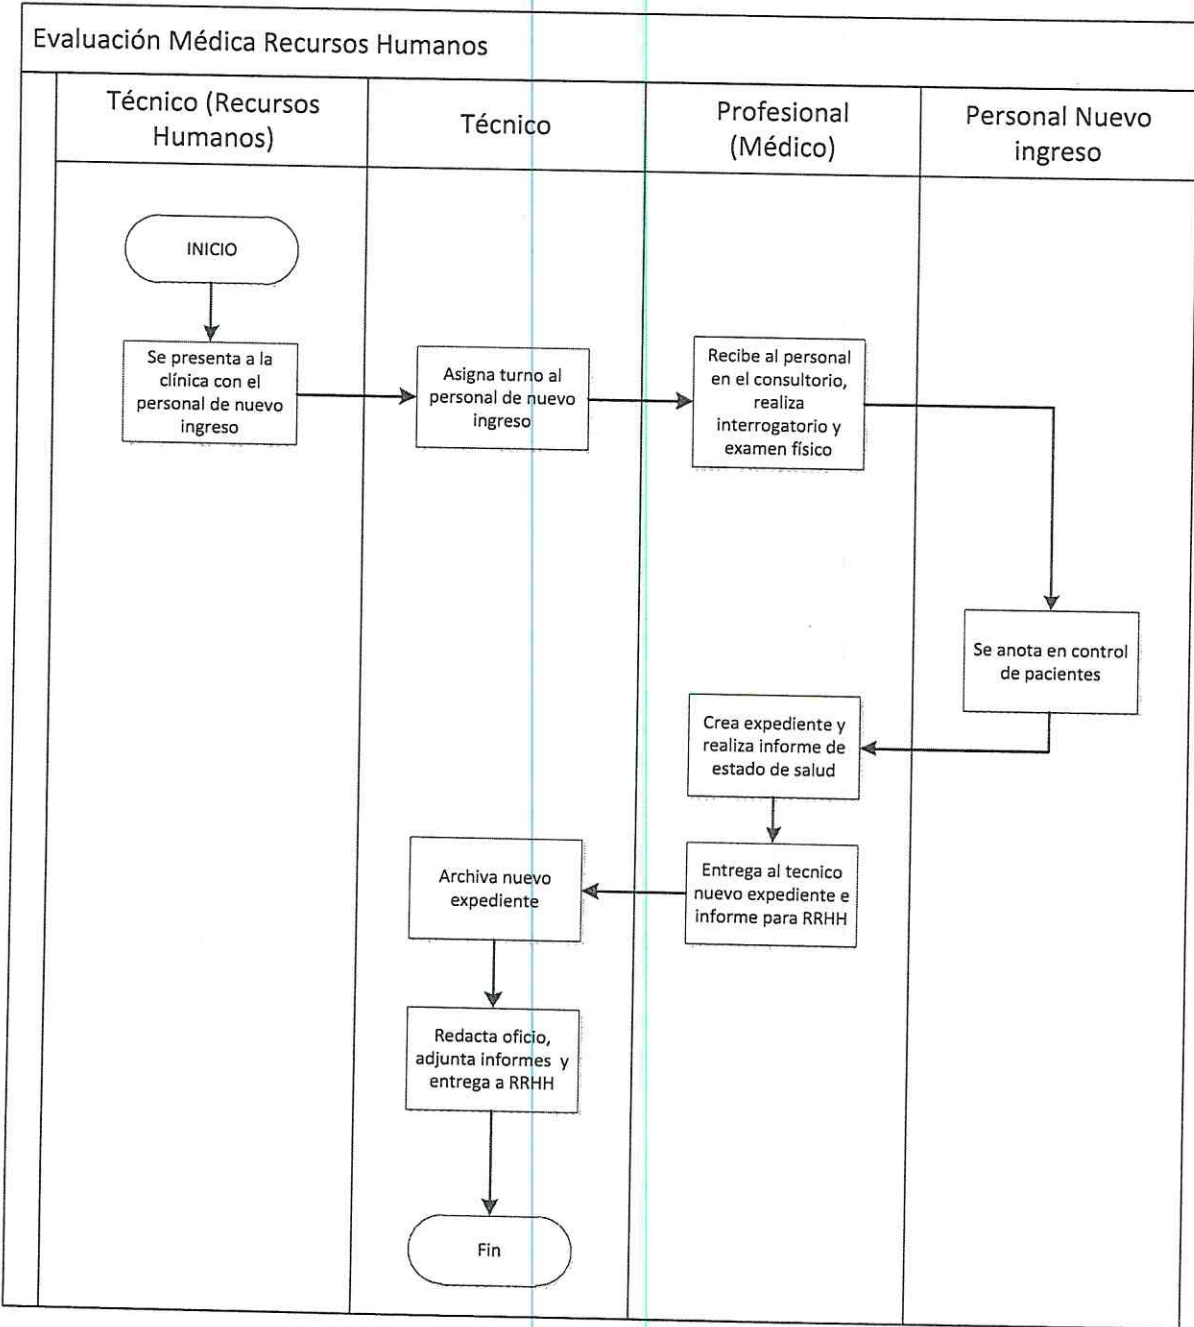 Evaluación Médica Recursos Humanos
Técnico (Recursos
Humanos)
Técnico
Profesional
(Médico)
Personal Nuevo
ingreso
INICIO
Se presenta a la
clínica con el
personal de nuevo
ingreso
Asigna turno al
personal de nuevo
ingreso
Recibe al personal
en el consultorio,
realiza
interrogatorio y
examen físico
Se anota en control
de pacientes
Crea expediente y
realiza informe de
estado de salud
Entrega al tecnico
nuevo expediente e
informe para RRHH
Archiva nuevo
expediente
Redacta oficio,
adjunta informes y
entrega a RRHH
Fin